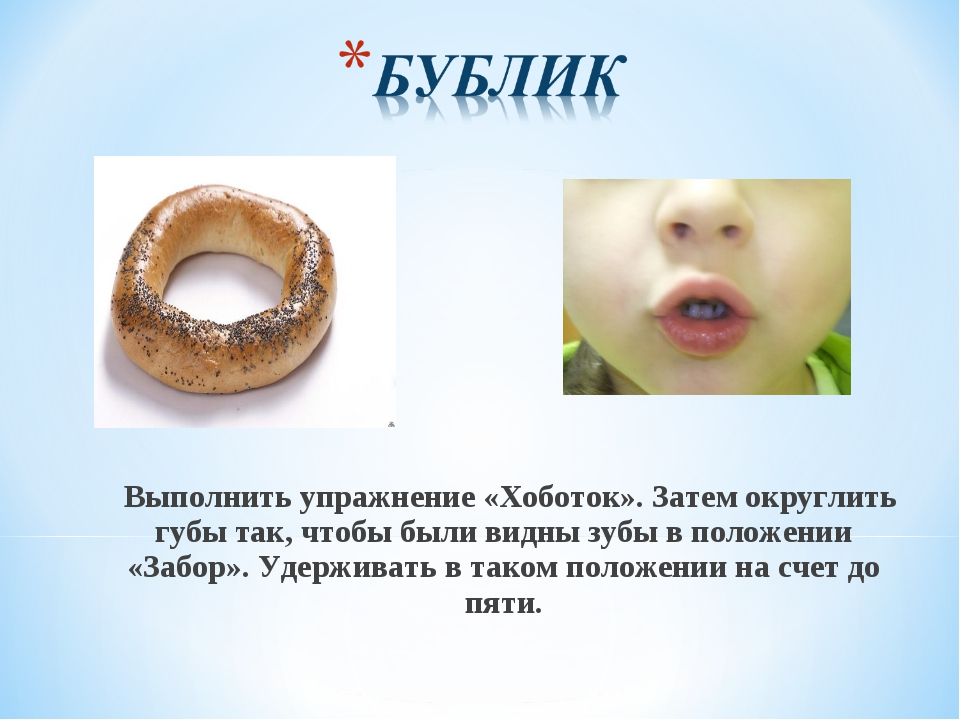 *БУБЛИК
Выполнить упражнение «Хоботок». Затем округлить
губы так, чтобы были видны зубы в положении
«Забор». Удерживать в таком положении на счет до
пяти.